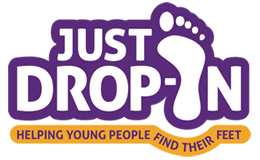 JUST
DROP-IN
HELPING YOUNG PEOPLE FIND THEIR FEET